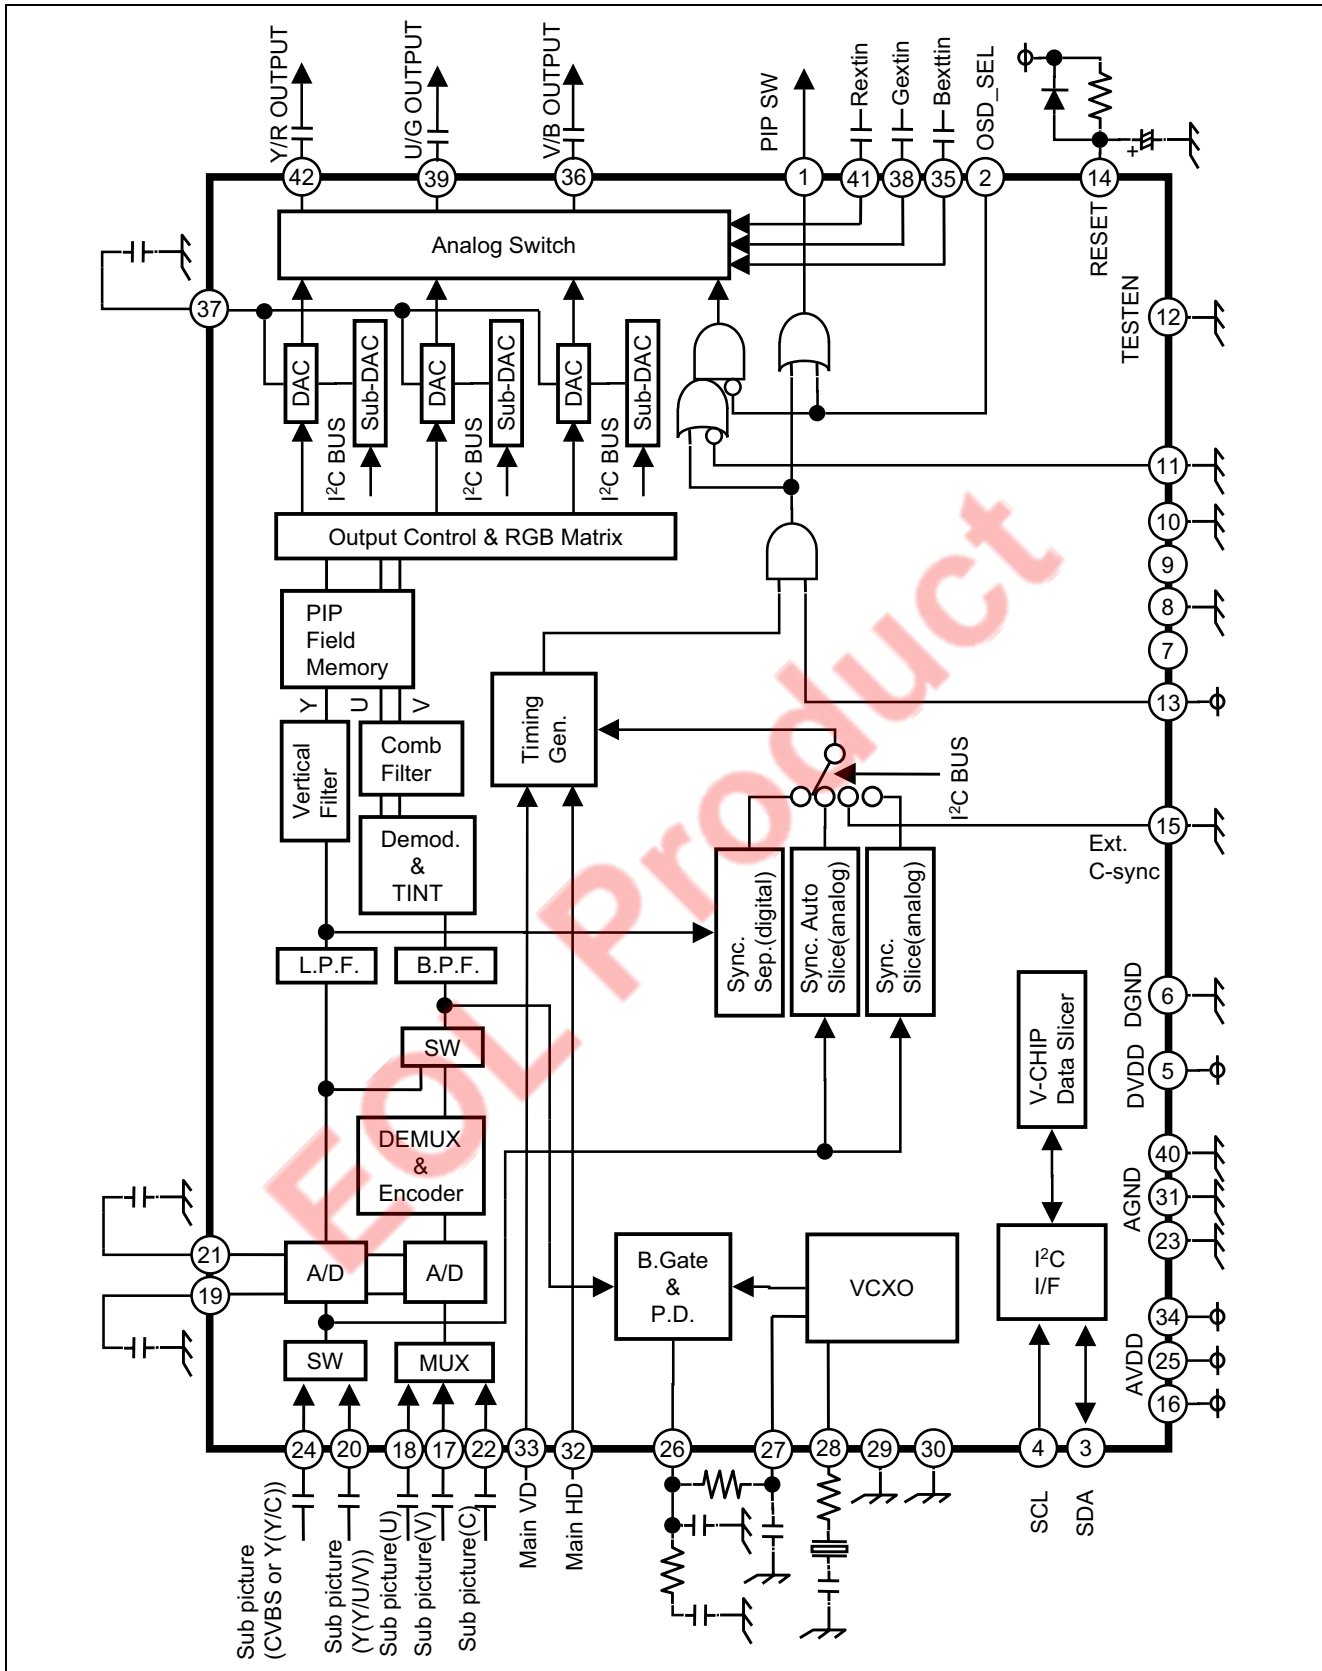 Y/R OUTPUT
U/G OUTPUT
V/B OUTPUT
PIP SW
Rextin
Gextin
Bexttin
OSD_SEL
+
42
39
36
1
41
38
35
2
14
RESET
Analog Switch
37
TESTEN
12
DAC
Sub-DAC
DAC
Sub-DAC
DAC
Sub-DAC
I²C BUS
I²C BUS
I²C BUS
11
10
9
8
7
13
Output Control & RGB Matrix
PIP
Field
Memory
Y
U
V
Vertical
Filter
Comb
Filter
Timing
Gen.
I²C BUS
15
Ext.
C-sync
Demod.
&
TINT
Sync.
Sep.(digital)
Sync. Auto
Slice(analog)
Sync.
Slice(analog)
L.P.F.
B.P.F.
SW
V-CHIP
Data Slicer
DGND
6
DVDD
5
DEMUX
&
Encoder
AGND
40
31
23
21
19
A/D
A/D
B.Gate
&
P.D.
VCXO
I²C
I/F
AVDD
34
25
16
SW
MUX
24
20
18
17
22
33
32
26
27
28
29
30
4
3
Sub picture
(CVBS or Y(Y/C))
Sub picture
(Y(Y/U/V))
Sub picture(U)
Sub picture(V)
Sub picture(C)
Main VD
Main HD
SCL
SDA
EOL Product